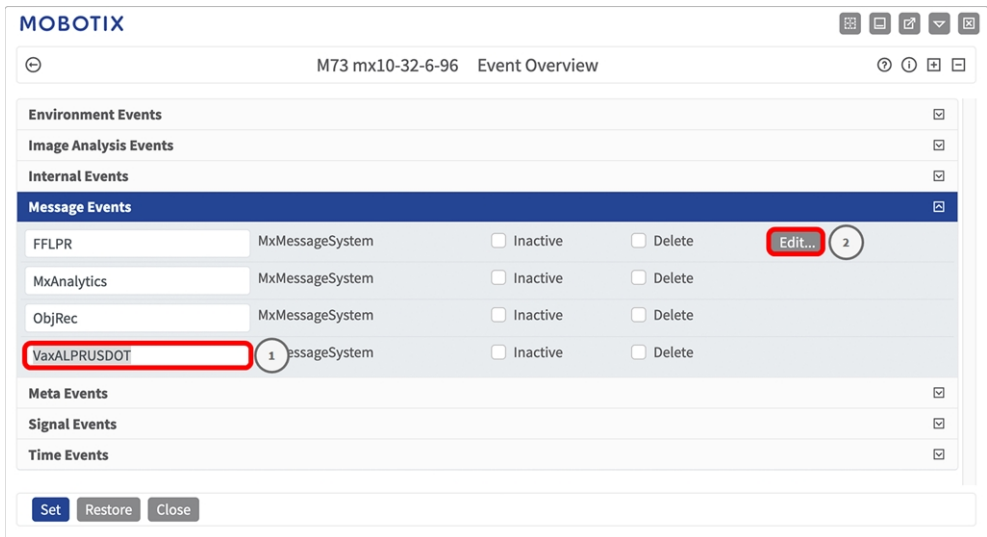 MOBOTIX
M73 mx10-32-6-96 Event Overview
Environment Events
Image Analysis Events
Internal Events
Message Events
FFLPR MxMessageSystem Inactive Delete Edit... 2
MxAnalytics MxMessageSystem Inactive Delete
ObjRec MxMessageSystem Inactive Delete
VaxALPRUSDOT 1 essageSystem Inactive Delete
Meta Events
Signal Events
Time Events
Set Restore Close